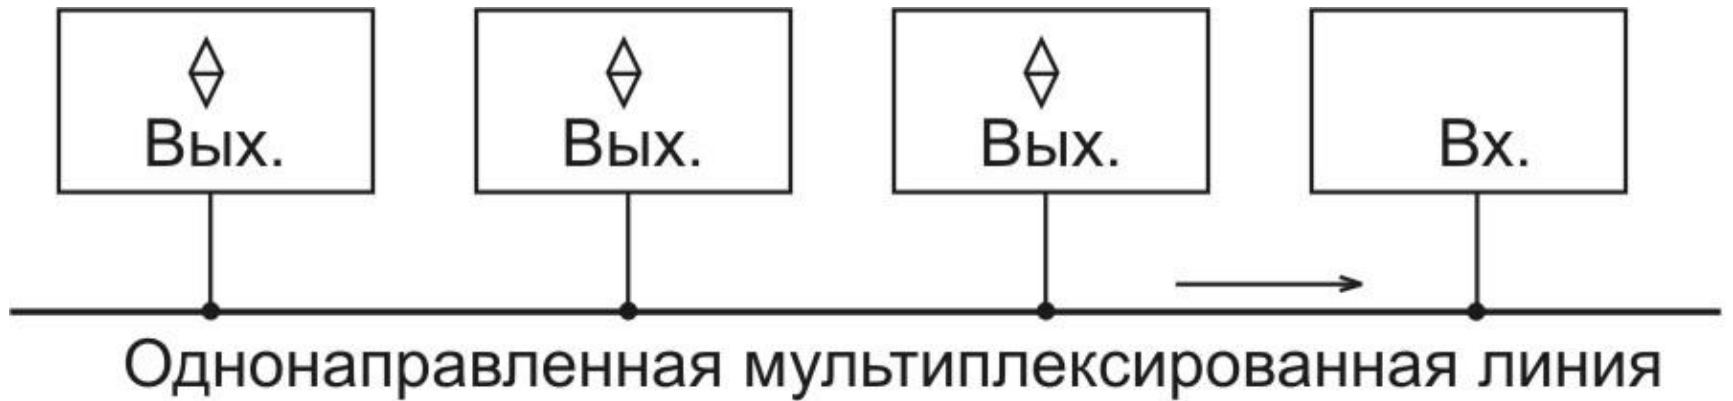 Вых. Вых. Вых. Вх.
Однонаправленная мультиплексированная линия